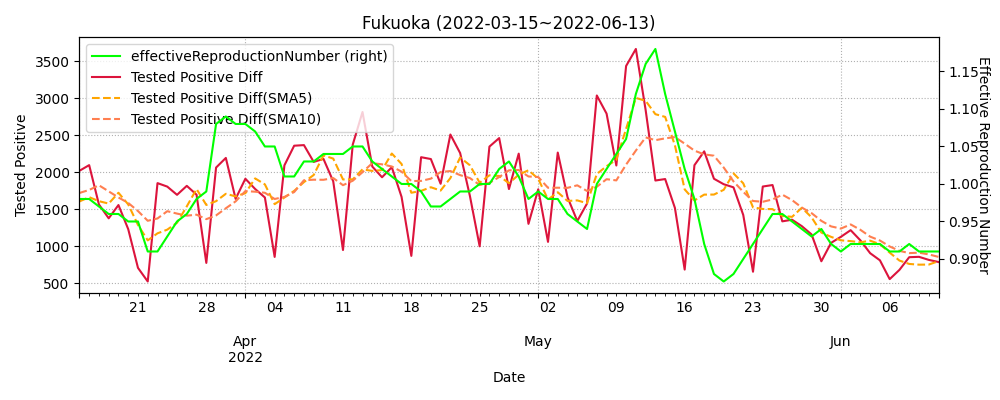 Fukuoka (2022-03-15~2022-06-13)
effectiveReproductionNumber (right)
Tested Positive Diff
Tested Positive Diff(SMA5)
Tested Positive Diff(SMA10)
Tested Positive
3500
3000
2500
2000
1500
1000
500
1.15
1.10
1.05
1.00
0.95
0.90
Effective Reproduction Number
21 28 04 11 18 25 02 09 16 23 30 06
Apr May Jun
2022
Date